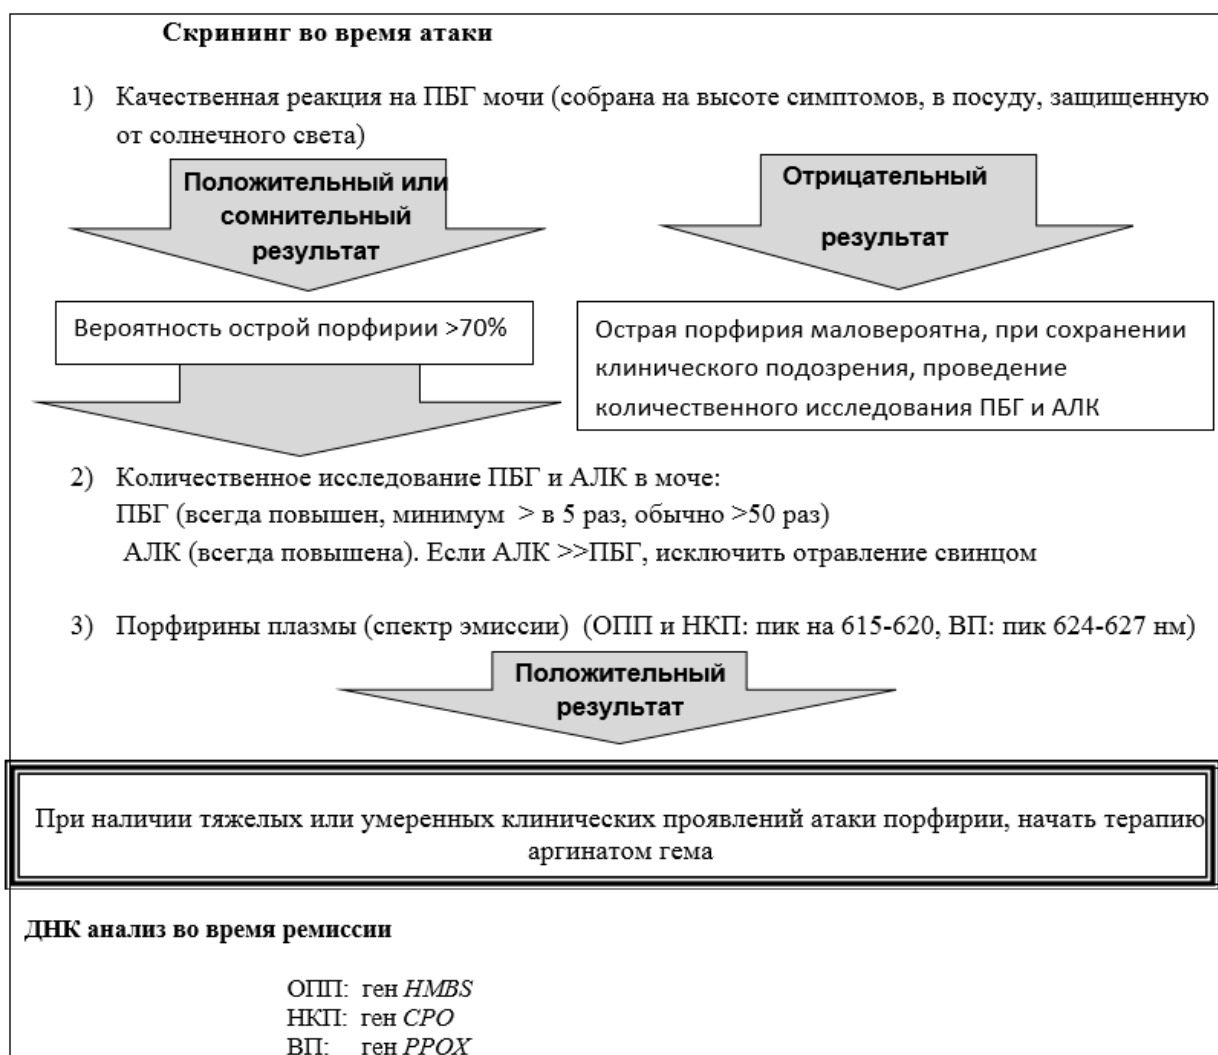 Скрининг во время атаки
1) Качественная реакция на ПБГ мочи (собрана на высоте симптомов, в посуду, защищенную
от солнечного света)
Положительный или
сомнительный
результат
Отрицательный
результат
Вероятность острой порфирии >70%
Острая порфирия маловероятна, при сохранении
клинического подозрения, проведение
количественного исследования ПБГ и АЛК
2) Количественное исследование ПБГ и АЛК в моче:
ПБГ (всегда повышен, минимум > в 5 раз, обычно >50 раз)
АЛК (всегда повышена). Если АЛК >>ПБГ, исключить отравление свинцом
3) Порфирины плазмы (спектр эмиссии) (ОПП и НКП: пик на 615-620, ВП: пик 624-627 нм)
Положительный
результат
При наличии тяжелых или умеренных клинических проявлений атаки порфирии, начать терапию
аргинатом гема
ДНК анализ во время ремиссии
ОПП: ген HMBS
НКП: ген CPO
ВП: ген PPOX